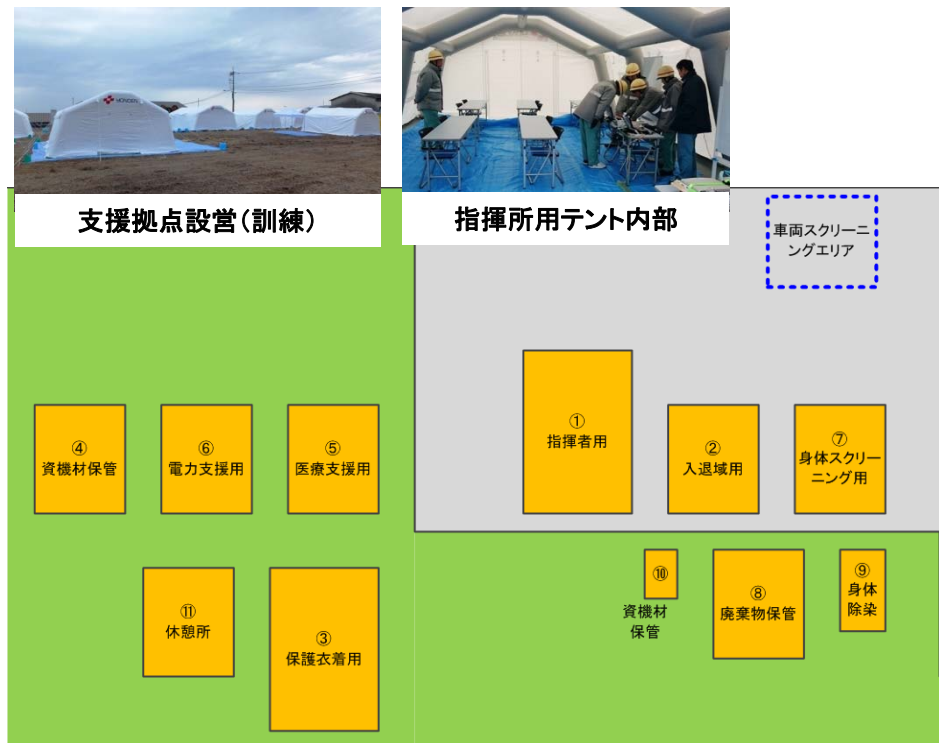 支援拠点設営(訓練)
指揮所用テント内部
車両スクリーニ
ングエリア
①
指揮者用
②
入退域用
⑦
身体スクリー
ニング用
④
資機材保管
⑥
電力支援用
⑤
医療支援用
⑪
休憩所
③
保護衣着用
⑩
資機材
保管
⑧
廃棄物保管
⑨
身体
除染